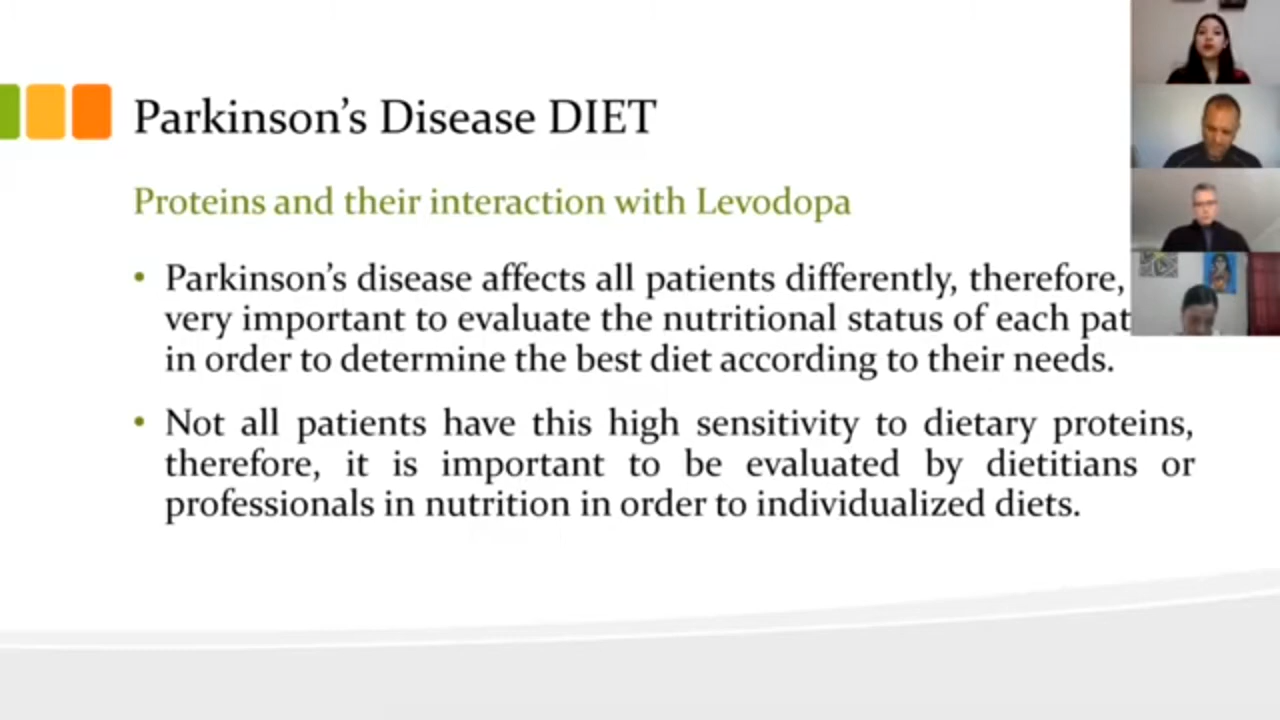 Parkinson's Disease DIET
Proteins and their interaction with Levodopa
• Parkinson's disease affects all patients differently, therefore,
very important to evaluate the nutritional status of each pat
in order to determine the best diet according to their needs.
• Not all patients have this high sensitivity to dietary proteins,
therefore, it is important to be evaluated by dietitians or
professionals in nutrition in order to individualized diets.